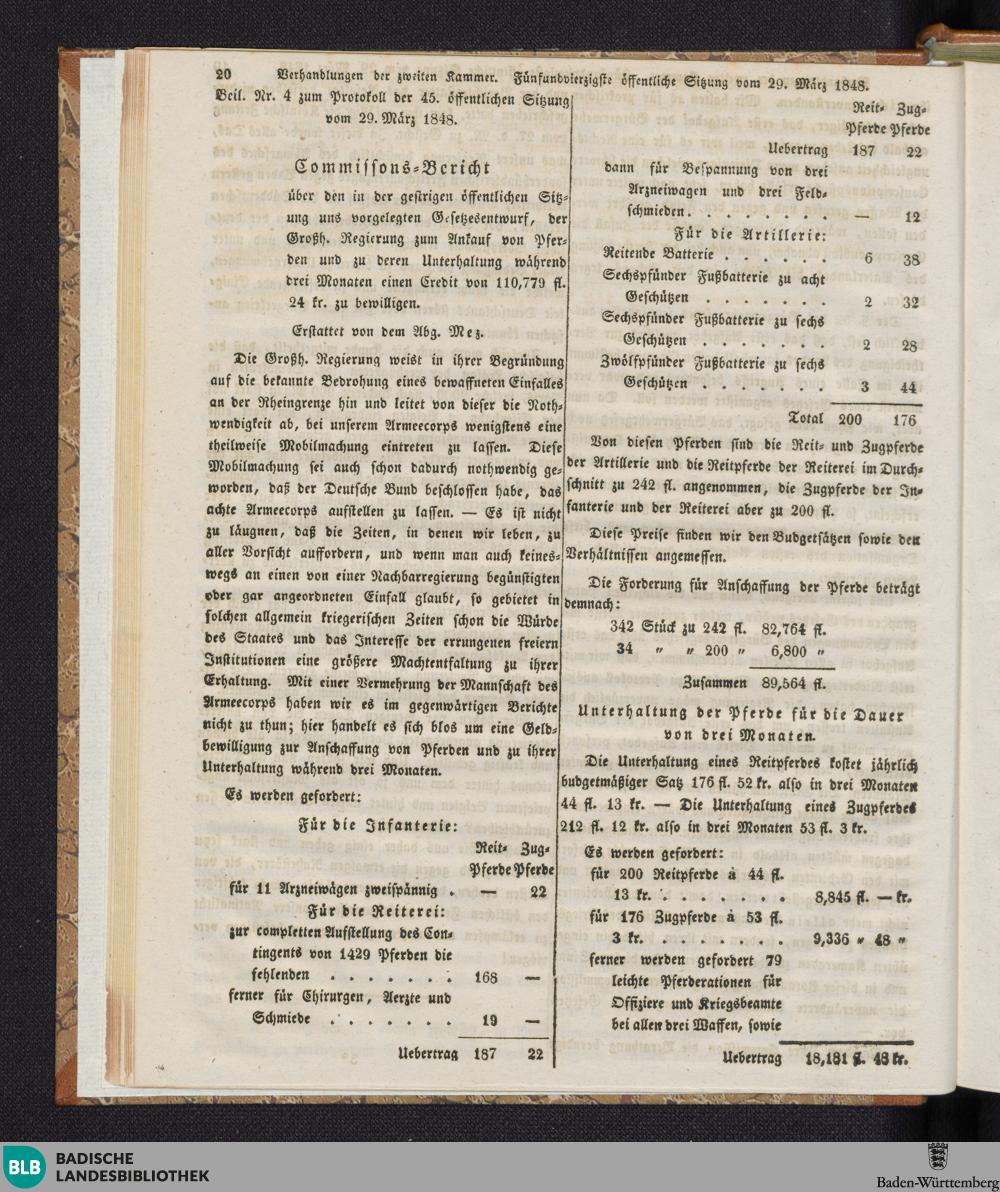 20 Verhandlungen der zweiten Kammer. Fünfundvierzigste öffentliche Sitzung vom 29. März 1848.
Beil. Nr. 4 zum Protokoll der 45. öffentlichen Sitzung
vom 29. März 1848.
Commissons-Bericht
über den in der gestrigen öffentlichen Sitz-
ung uns vorgelegten Gesetzesentwurf, der
Großh. Regierung zum Ankauf von Pfer-
den und zu deren Unterhaltung während
drei Monaten einen Credit von 110,779 fl.
24 kr. zu bewilligen.
Erstattet von dem Abg. Mez.
Die Großh. Regierung weist in ihrer Begründung
auf die bekannte Bedrohung eines bewaffneten Einfalles
an der Rheingrenze hin und leitet von dieser die Noth-
wendigkeit ab, bei unserem Armeecorps wenigstens eine
theilweise Mobilmachung eintreten zu lassen. Diese
Mobilmachung sei auch schon dadurch nothwendig ge-
worden, daß der Deutsche Bund beschlossen habe, das
achte Armeecorps aufstellen zu lassen. — Es ist nicht
zu läugnen, daß die Zeiten, in denen wir leben, zu
aller Vorsicht auffordern, und wenn man auch keines-
wegs an einen von einer Nachbarregierung begünstigten
oder gar angeordneten Einfall glaubt, so gebietet in
solchen allgemein kriegerischen Zeiten schon die Würde
des Staates und das Interesse der errungenen freiern
Institutionen eine größere Machtentfaltung zu ihrer
Erhaltung. Mit einer Vermehrung der Mannschaft des
Armeecorps haben wir es im gegenwärtigen Berichte
nicht zu thun; hier handelt es sich blos um eine Geld-
bewilligung zur Anschaffung von Pferden und zu ihrer
Unterhaltung während drei Monaten.
Es werden gefordert:
Für die Infanterie:
Reit- Zug-
Pferde Pferde
für 11 Arzneiwägen zweispännig . — 22
Für die Reiterei:
zur completten Aufstellung des Con-
tingents von 1429 Pferden die
fehlenden . . . . . . . 168 —
ferner für Chirurgen, Aerzte und
Schmiede . . . . . . . 19 —
Uebertrag 187 22
Reit- Zug-
Pferde Pferde
Uebertrag 187 22
dann für Bespannung von drei
Arzneiwagen und drei Feld-
schmieden. . . . . . . . — 12
Für die Artillerie:
Reitende Batterie . . . . . . 6 38
Sechspfünder Fußbatterie zu acht
Geschützen . . . . . . . 2 32
Sechspfünder Fußbatterie zu sechs
Geschützen . . . . . . . 2 28
Zwölfpfünder Fußbatterie zu sechs
Geschützen . . . . . . . 3 44
Total 200 176
Von diesen Pferden sind die Reit- und Zugpferde
der Artillerie und die Reitpferde der Reiterei im Durch-
schnitt zu 242 fl. angenommen, die Zugpferde der In-
fanterie und der Reiterei aber zu 200 fl.
Diese Preise finden wir den Budgetsätzen sowie den
Verhältnissen angemessen.
Die Forderung für Anschaffung der Pferde beträgt
demnach:
342 Stück zu 242 fl. 82,764 fl.
34 „ „ 200 „ 6,800 „
Zusammen 89,564 fl.
Unterhaltung der Pferde für die Dauer
von drei Monaten.
Die Unterhaltung eines Reitpferdes kostet jährlich
budgetmäßiger Satz 176 fl. 52 kr. also in drei Monaten
44 fl. 13 kr. — Die Unterhaltung eines Zugpferdes
212 fl. 12 kr. also in drei Monaten 53 fl. 3 kr.
Es werden gefordert:
für 200 Reitpferde à 44 fl.
13 kr. . . . . . . . 8,845 fl. — kr.
für 176 Zugpferde à 53 fl.
3 kr. . . . . . . . 9,336 „ 48 „
ferner werden gefordert 79
leichte Pferderationen für
Offiziere und Kriegsbeamte
bei allen drei Waffen, sowie
Uebertrag 18,181 fl. 48 kr.
BLB
BADISCHE
LANDESBIBLIOTHEK
Baden-Württemberg